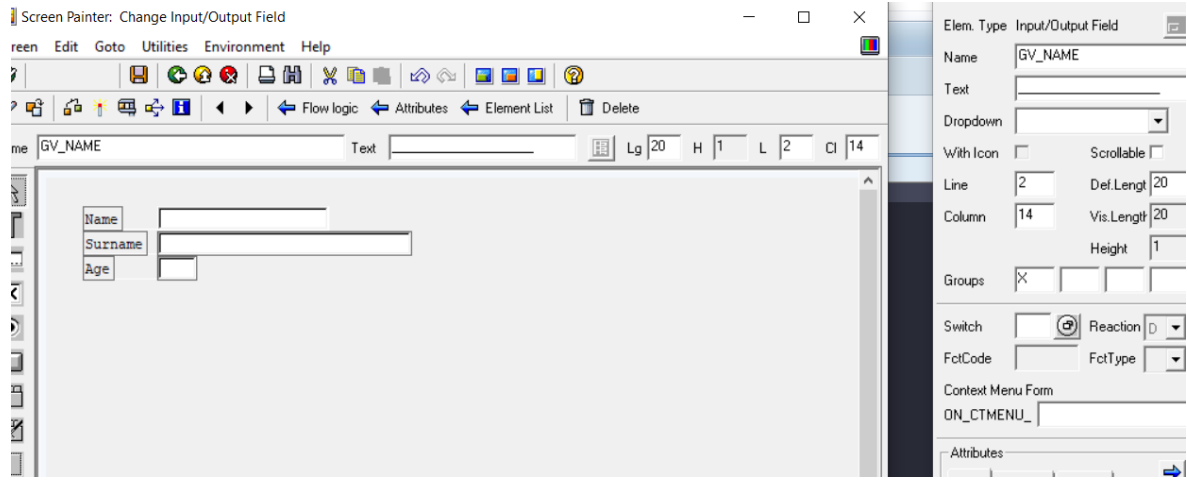 Screen Painter: Change Input/Output Field
reen Edit Goto Utilities Environment Help
Flow logic Attributes Element List Delete
me GV_NAME Text ____________________ Lg 20 H 1 L 2 Cl 14
Name
Surname
Age
Elem. Type Input/Output Field
Name GV_NAME
Text ____________________
Dropdown
With Icon Scrollable
Line 2 Def.Lengt 20
Column 14 Vis.Length 20
Height 1
Groups X
Switch Reaction D
FctCode FctType
Context Menu Form
ON_CTMENU_
Attributes